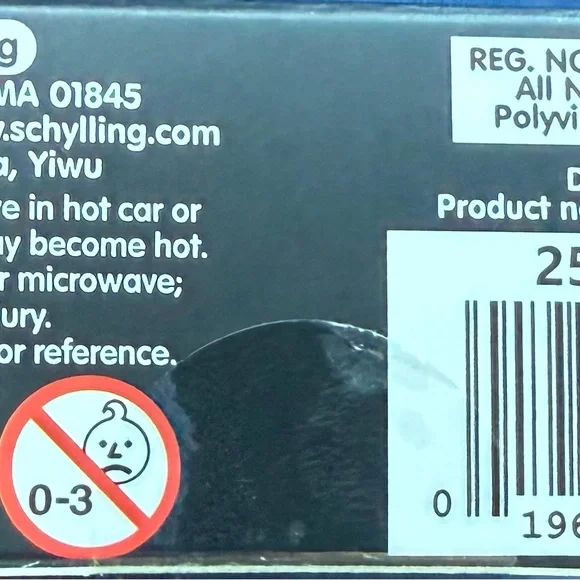 g
MA 01845
.schylling.com
a, Yiwu
e in hot car or
ay become hot.
r microwave;
ury.
or reference.
0-3
REG. NO
All N
Polyvi
D
Product n
25
0
196